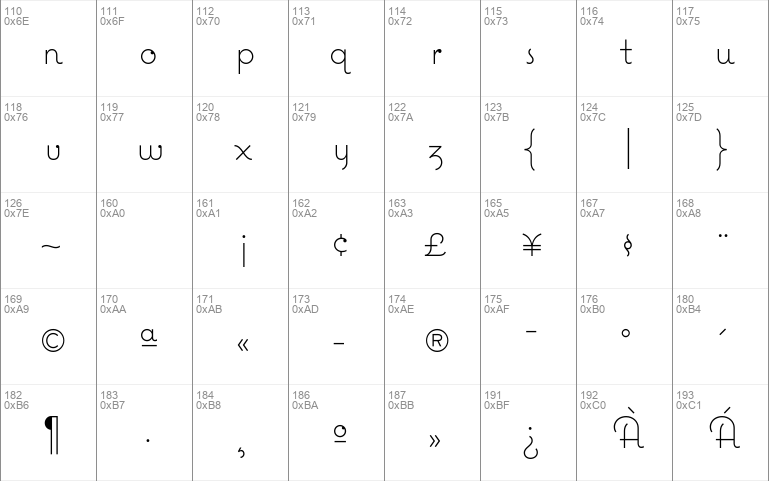 110 111 112 113 114 115 116 117
0x6E 0x6F 0x70 0x71 0x72 0x73 0x74 0x75
n o p q r s t u
118 119 120 121 122 123 124 125
0x76 0x77 0x78 0x79 0x7A 0x7B 0x7C 0x7D
v w x y z { | }
126 160 161 162 163 165 167 168
0x7E 0xA0 0xA1 0xA2 0xA3 0xA5 0xA7 0xA8
~ ¡ ¢ £ ¥ § ¨
169 170 171 173 174 175 176 180
0xA9 0xAA 0xAB 0xAD 0xAE 0xAF 0xB0 0xB4
© ª « - ® ¯ ° ´
182 183 184 186 187 191 192 193
0xB6 0xB7 0xB8 0xBA 0xBB 0xBF 0xC0 0xC1
¶ · ¸ º » ¿ À Á